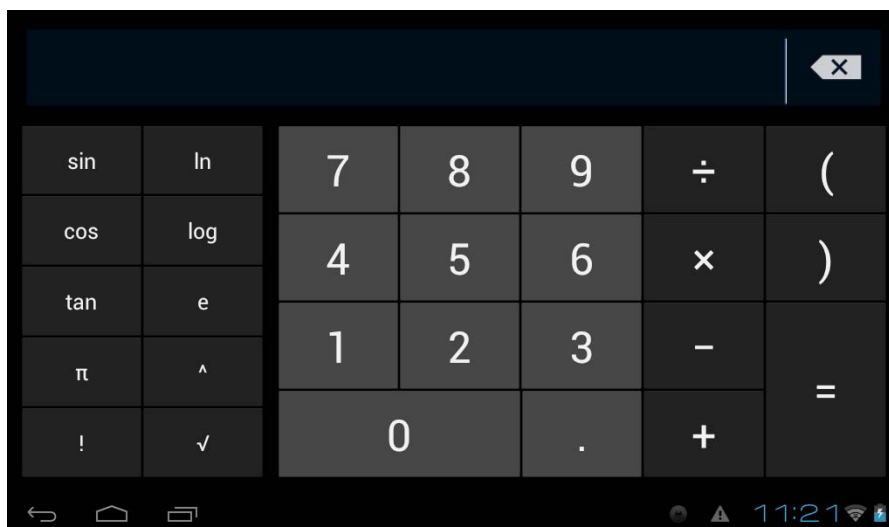 sin ln 7 8 9 ÷ (
cos log 4 5 6 × )
tan e 1 2 3 −
π ^ =
! √ 0 . +
11:21